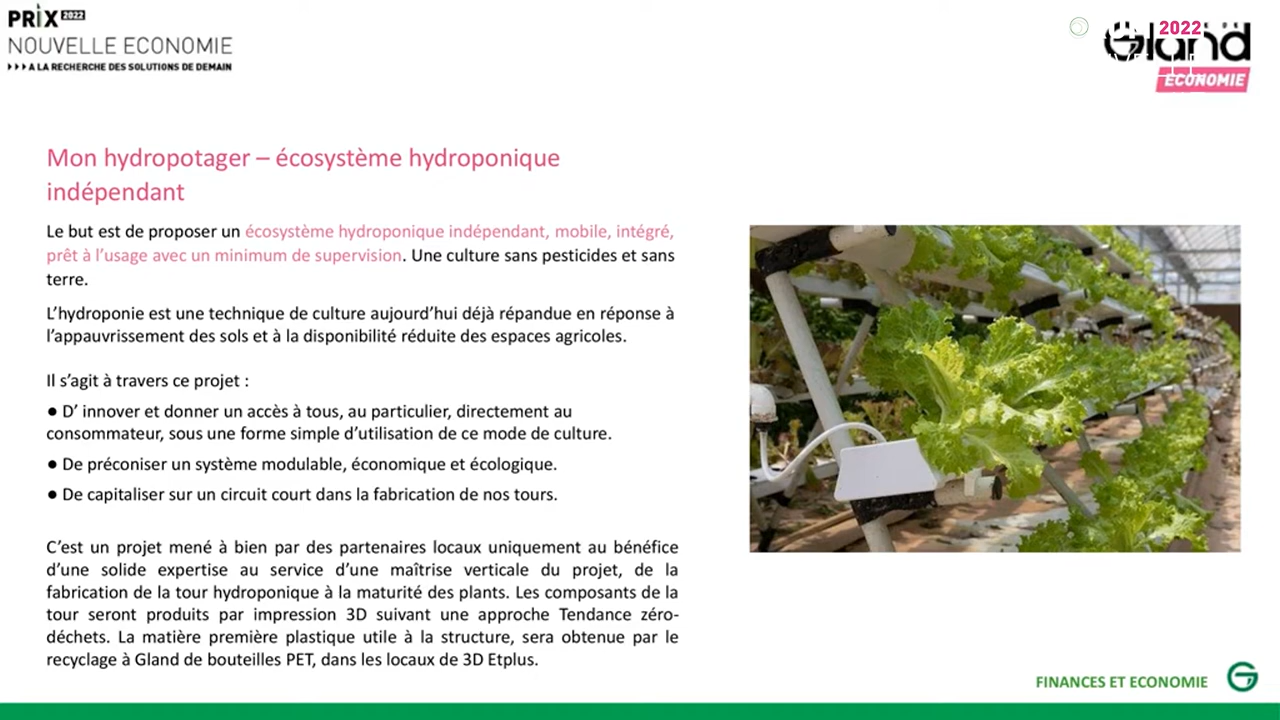 PRIX 2022
NOUVELLE ECONOMIE
A LA RECHERCHE DES SOLUTIONS DE DEMAIN
2022
Gland
ÉCONOMIE
Mon hydropotager – écosystème hydroponique
indépendant
Le but est de proposer un écosystème hydroponique indépendant, mobile, intégré,
prêt à l’usage avec un minimum de supervision. Une culture sans pesticides et sans
terre.
L’hydroponie est une technique de culture aujourd’hui déjà répandue en réponse à
l’appauvrissement des sols et à la disponibilité réduite des espaces agricoles.
Il s’agit à travers ce projet :
● D’ innover et donner un accès à tous, au particulier, directement au
consommateur, sous une forme simple d’utilisation de ce mode de culture.
● De préconiser un système modulable, économique et écologique.
● De capitaliser sur un circuit court dans la fabrication de nos tours.
C’est un projet mené à bien par des partenaires locaux uniquement au bénéfice
d’une solide expertise au service d’une maîtrise verticale du projet, de la
fabrication de la tour hydroponique à la maturité des plants. Les composants de la
tour seront produits par impression 3D suivant une approche Tendance zéro-
déchets. La matière première plastique utile à la structure, sera obtenue par le
recyclage à Gland de bouteilles PET, dans les locaux de 3D Etplus.
FINANCES ET ECONOMIE